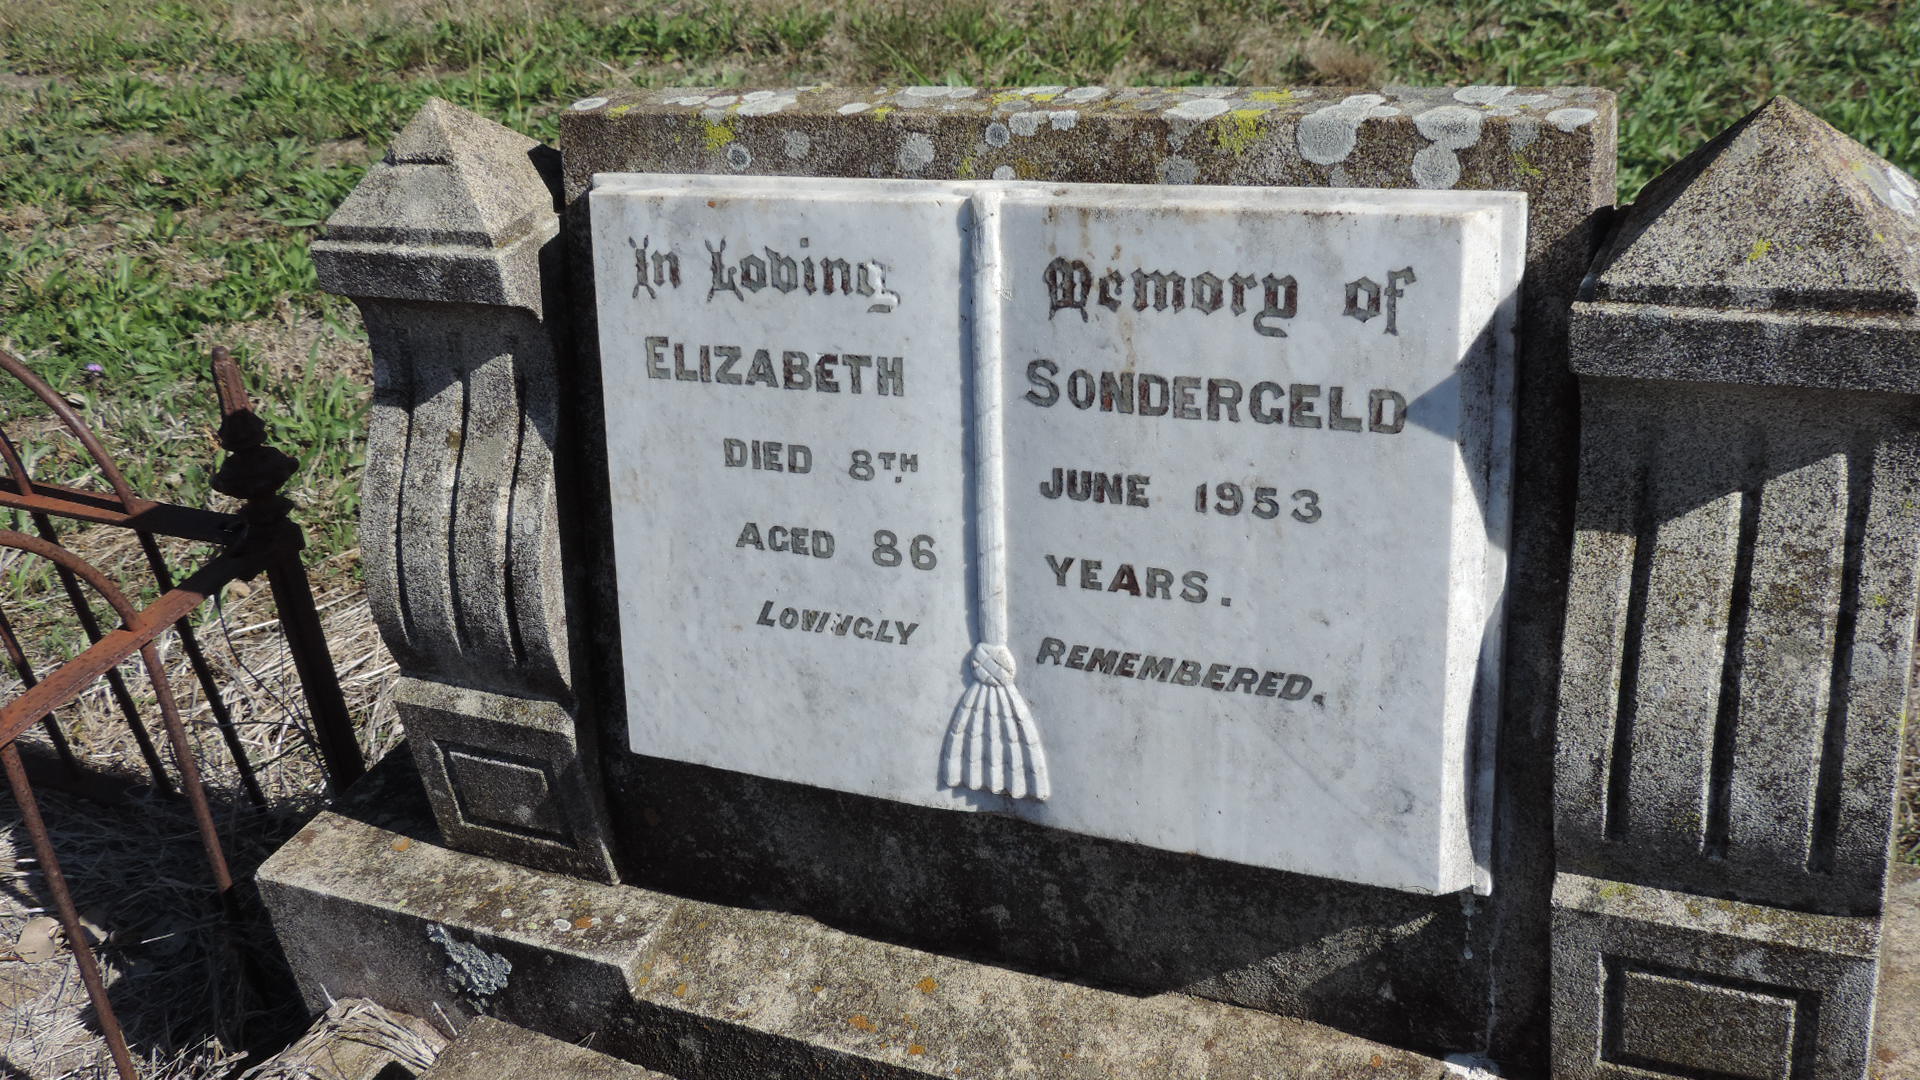 In Loving Memory of
ELIZABETH SONDERGELD
DIED 8TH. JUNE 1953
AGED 86 YEARS.
LOVINGLY REMEMBERED.